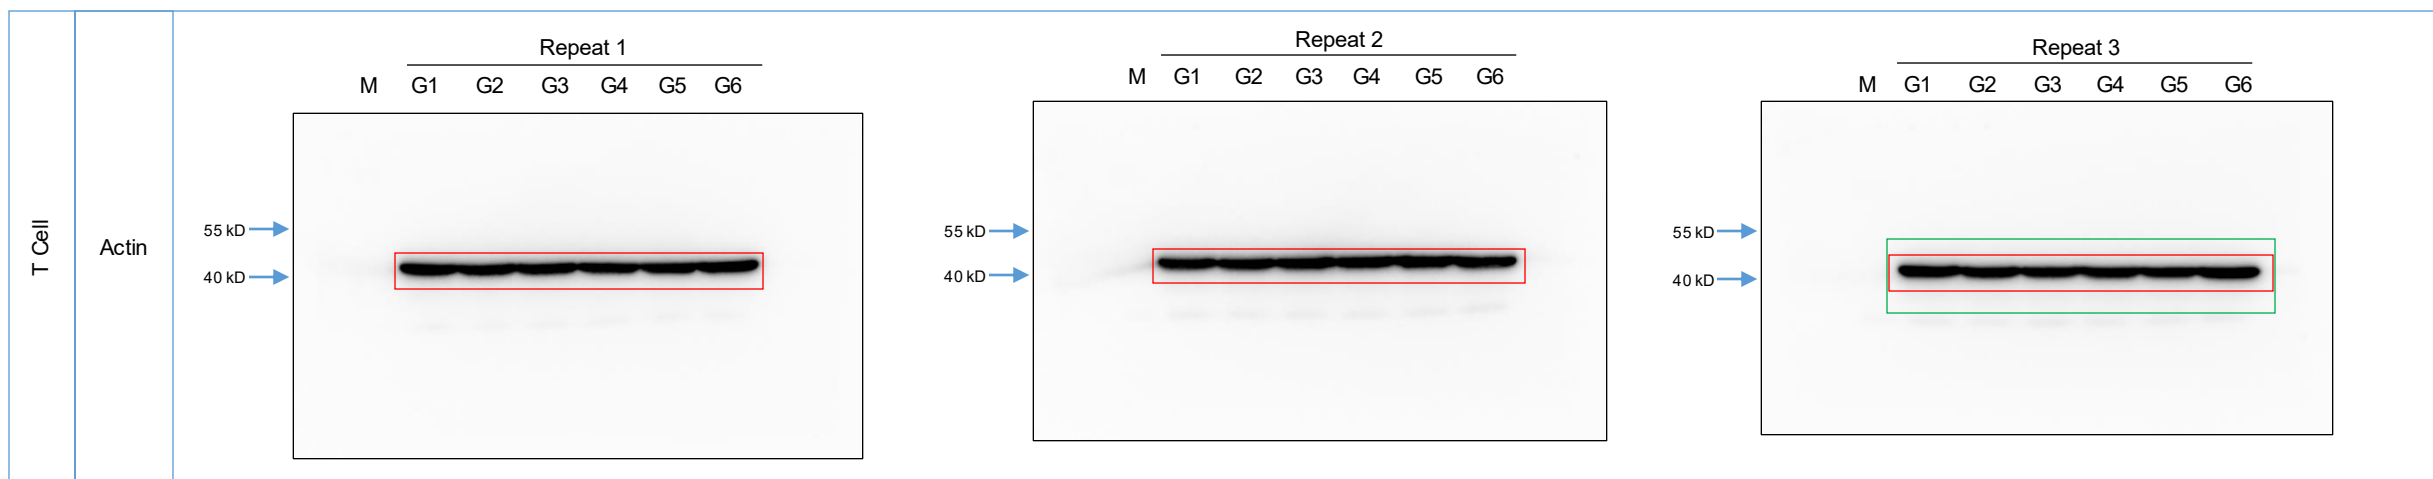 T Cell
Actin
Repeat 1
M G1 G2 G3 G4 G5 G6
55 kD
40 kD
Repeat 2
M G1 G2 G3 G4 G5 G6
55 kD
40 kD
Repeat 3
M G1 G2 G3 G4 G5 G6
55 kD
40 kD